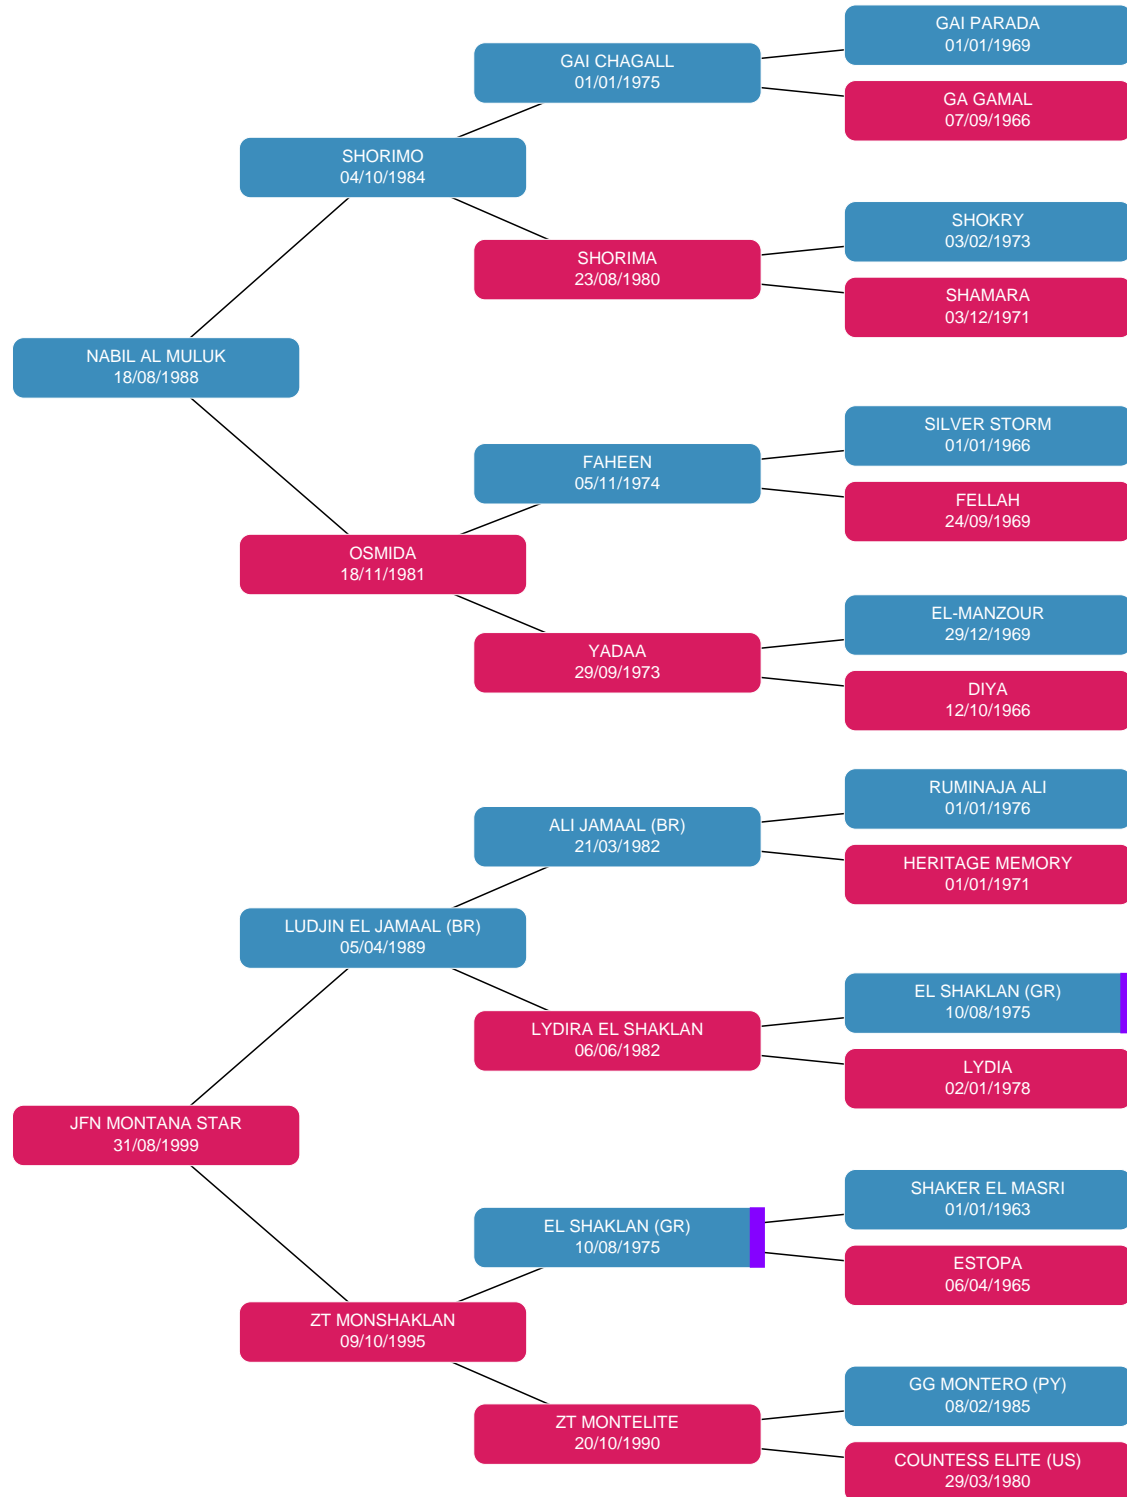 GAI PARADA
01/01/1969
GAI CHAGALL
01/01/1975
GA GAMAL
07/09/1966
SHORIMO
04/10/1984
SHOKRY
03/02/1973
SHORIMA
23/08/1980
SHAMARA
03/12/1971
NABIL AL MULUK
18/08/1988
SILVER STORM
01/01/1966
FAHEEN
05/11/1974
FELLAH
24/09/1969
OSMIDA
18/11/1981
EL-MANZOUR
29/12/1969
YADAA
29/09/1973
DIYA
12/10/1966
RUMINAJA ALI
01/01/1976
ALI JAMAAL (BR)
21/03/1982
HERITAGE MEMORY
01/01/1971
LUDJIN EL JAMAAL (BR)
05/04/1989
EL SHAKLAN (GR)
10/08/1975
LYDIRA EL SHAKLAN
06/06/1982
LYDIA
02/01/1978
JFN MONTANA STAR
31/08/1999
SHAKER EL MASRI
01/01/1963
EL SHAKLAN (GR)
10/08/1975
ESTOPA
06/04/1965
ZT MONSHAKLAN
09/10/1995
GG MONTERO (PY)
08/02/1985
ZT MONTELITE
20/10/1990
COUNTESS ELITE (US)
29/03/1980